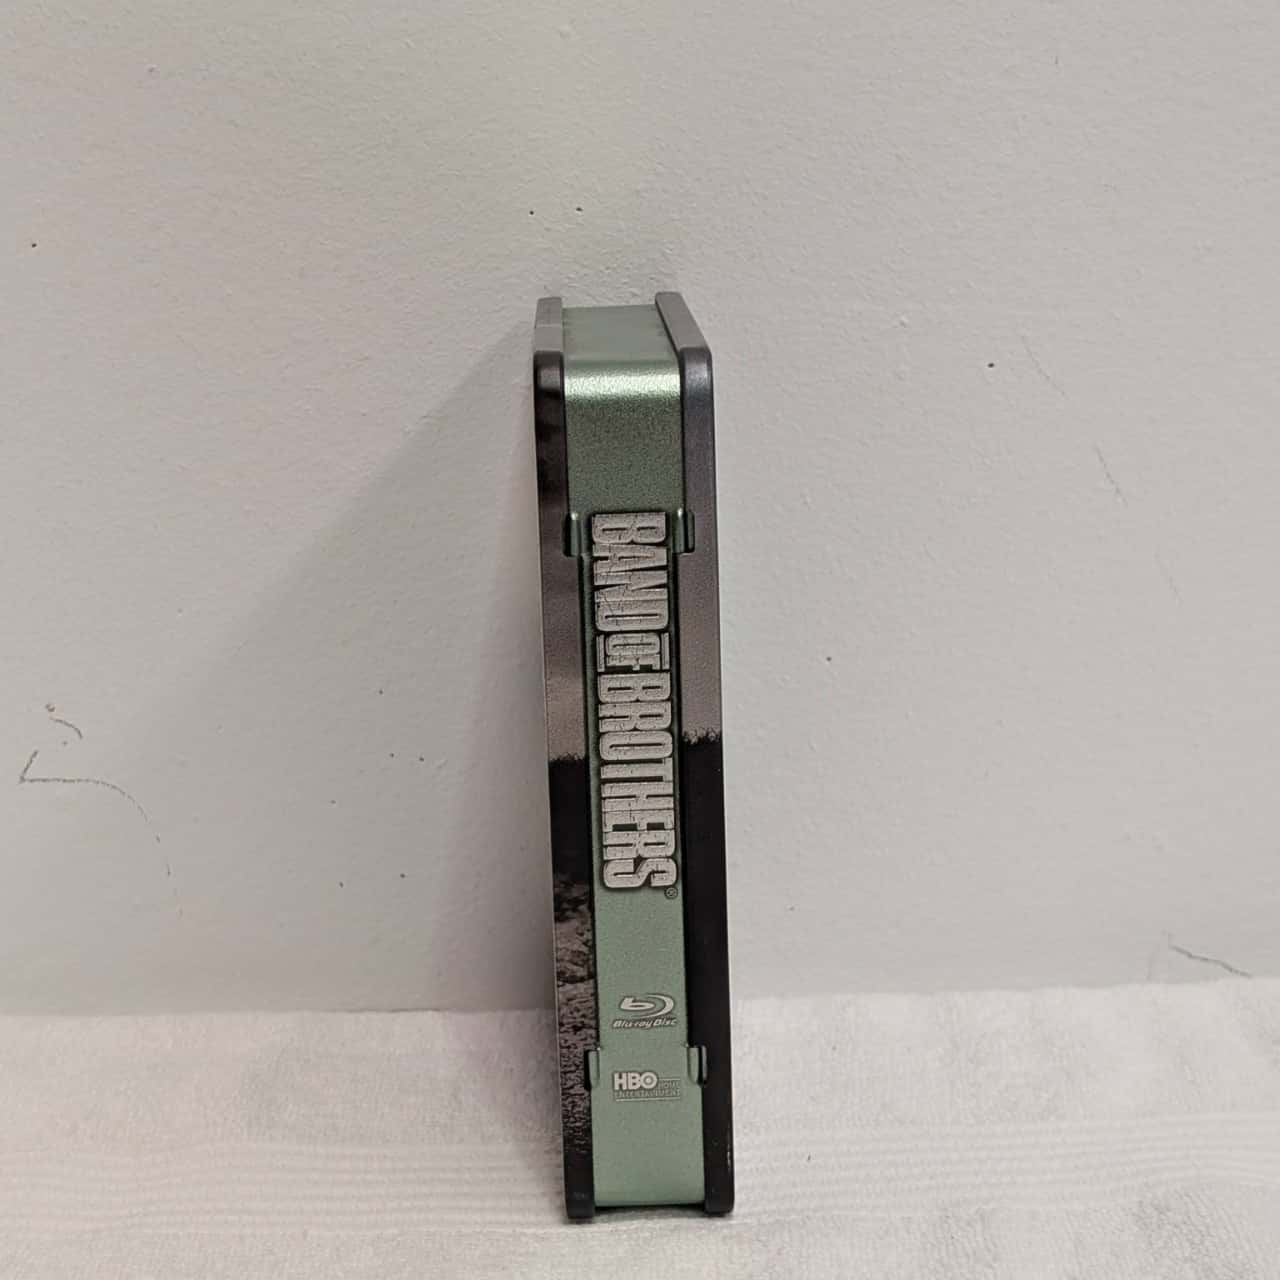 BAND OF BROTHERS®
Blu-ray Disc
HBO HOME
ENTERTAINMENT